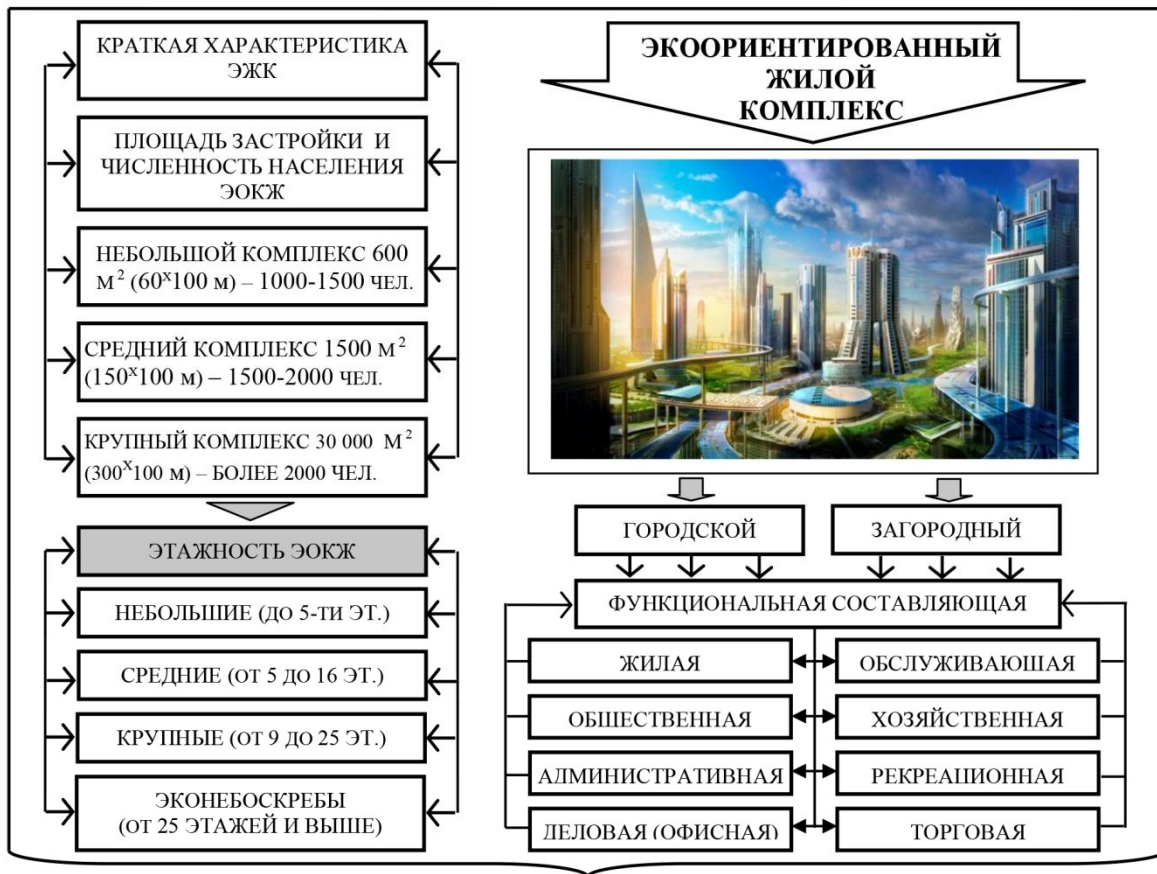 КРАТКАЯ ХАРАКТЕРИСТИКА
ЭЖК
ПЛОЩАДЬ ЗАСТРОЙКИ И
ЧИСЛЕННОСТЬ НАСЕЛЕНИЯ
ЭОКЖ
НЕБОЛЬШОЙ КОМПЛЕКС 600
М² (60х100 м) – 1000-1500 ЧЕЛ.
СРЕДНИЙ КОМПЛЕКС 1500 М²
(150х100 м) – 1500-2000 ЧЕЛ.
КРУПНЫЙ КОМПЛЕКС 30 000 М²
(300х100 м) – БОЛЕЕ 2000 ЧЕЛ.
ЭТАЖНОСТЬ ЭОКЖ
НЕБОЛЬШИЕ (ДО 5-ТИ ЭТ.)
СРЕДНИЕ (ОТ 5 ДО 16 ЭТ.)
КРУПНЫЕ (ОТ 9 ДО 25 ЭТ.)
ЭКОНЕБОСКРЕБЫ
(ОТ 25 ЭТАЖЕЙ И ВЫШЕ)
ЭКООРИЕНТИРОВАННЫЙ
ЖИЛОЙ
КОМПЛЕКС
ГОРОДСКОЙ
ЗАГОРОДНЫЙ
ФУНКЦИОНАЛЬНАЯ СОСТАВЛЯЮЩАЯ
ЖИЛАЯ
ОБСЛУЖИВАЮЩАЯ
ОБЩЕСТВЕННАЯ
ХОЗЯЙСТВЕННАЯ
АДМИНИСТРАТИВНАЯ
РЕКРЕАЦИОННАЯ
ДЕЛОВАЯ (ОФИСНАЯ)
ТОРГОВАЯ